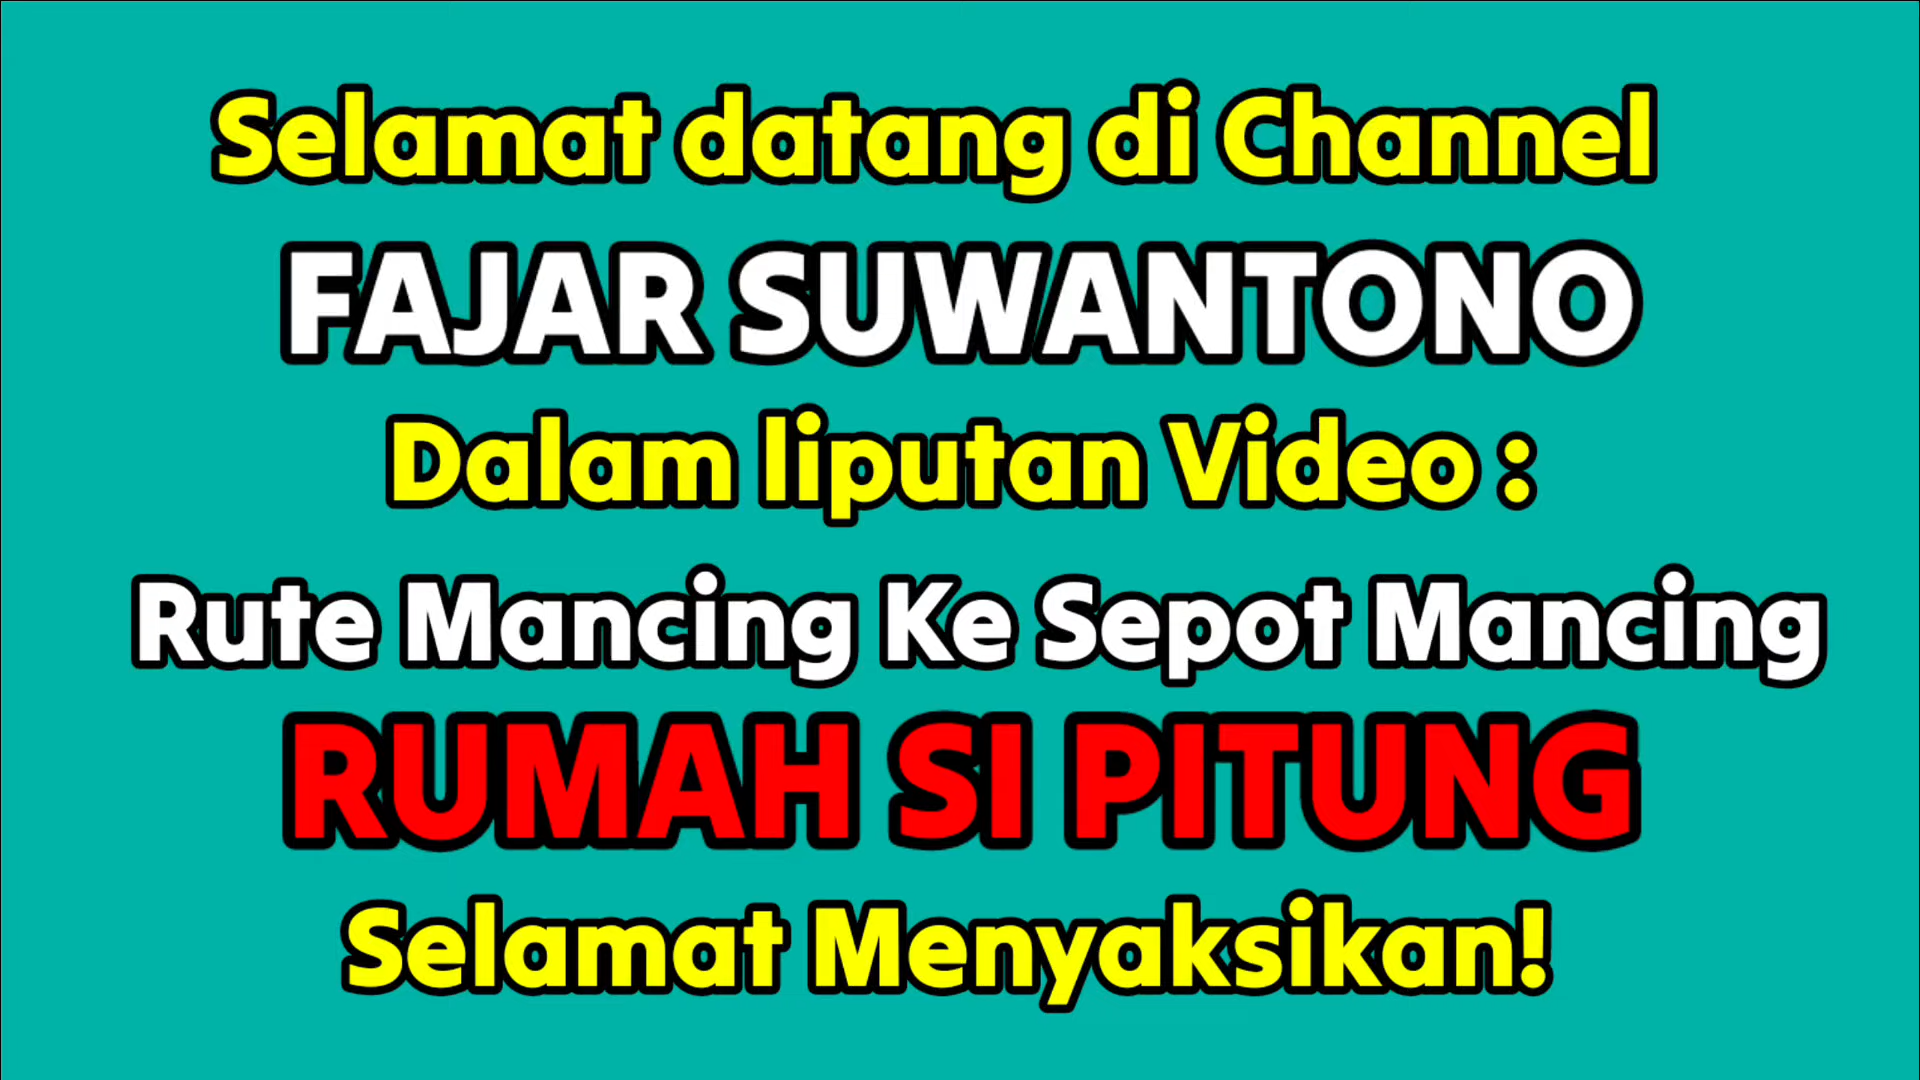 Selamat datang di Channel
FAJAR SUWANTONO
Dalam liputan Video :
Rute Mancing Ke Sepot Mancing
RUMAH SI PITUNG
Selamat Menyaksikan!